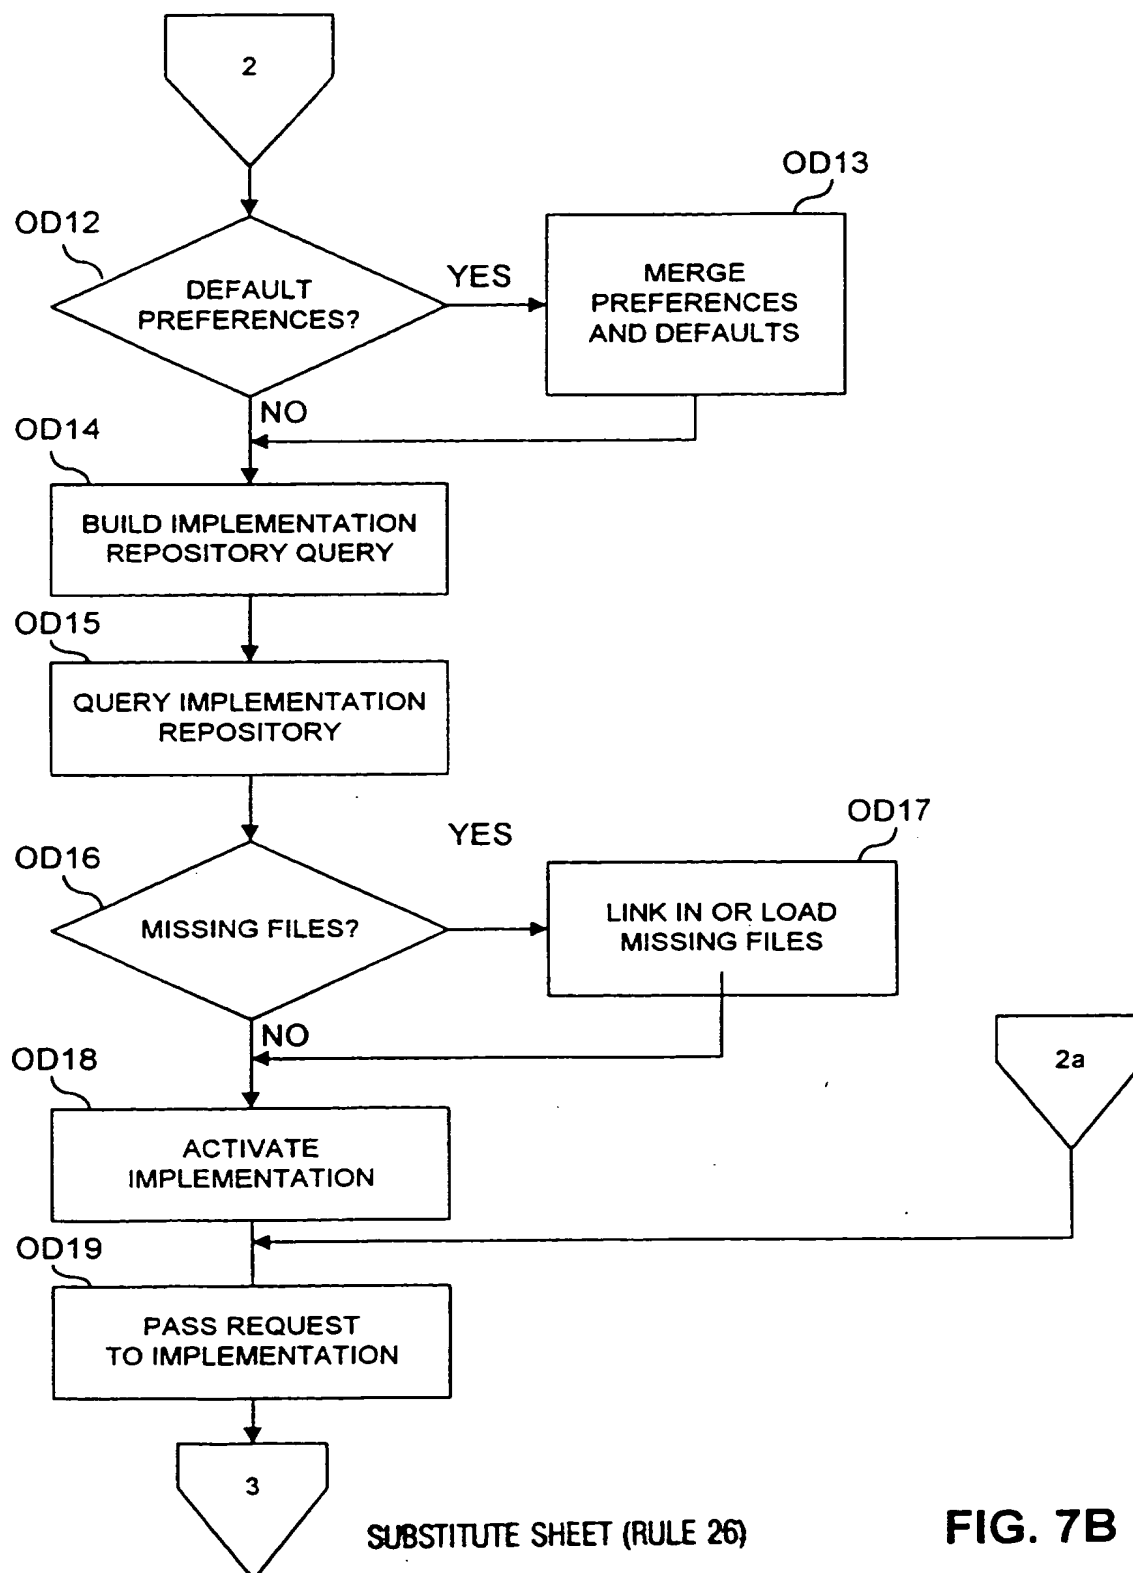 2
OD13
OD12
DEFAULT
PREFERENCES?
YES
MERGE
PREFERENCES
AND DEFAULTS
NO
OD14
BUILD IMPLEMENTATION
REPOSITORY QUERY
OD15
QUERY IMPLEMENTATION
REPOSITORY
OD17
YES
OD16
MISSING FILES?
LINK IN OR LOAD
MISSING FILES
NO
2a
OD18
ACTIVATE
IMPLEMENTATION
OD19
PASS REQUEST
TO IMPLEMENTATION
3
SUBSTITUTE SHEET (RULE 26)
FIG. 7B